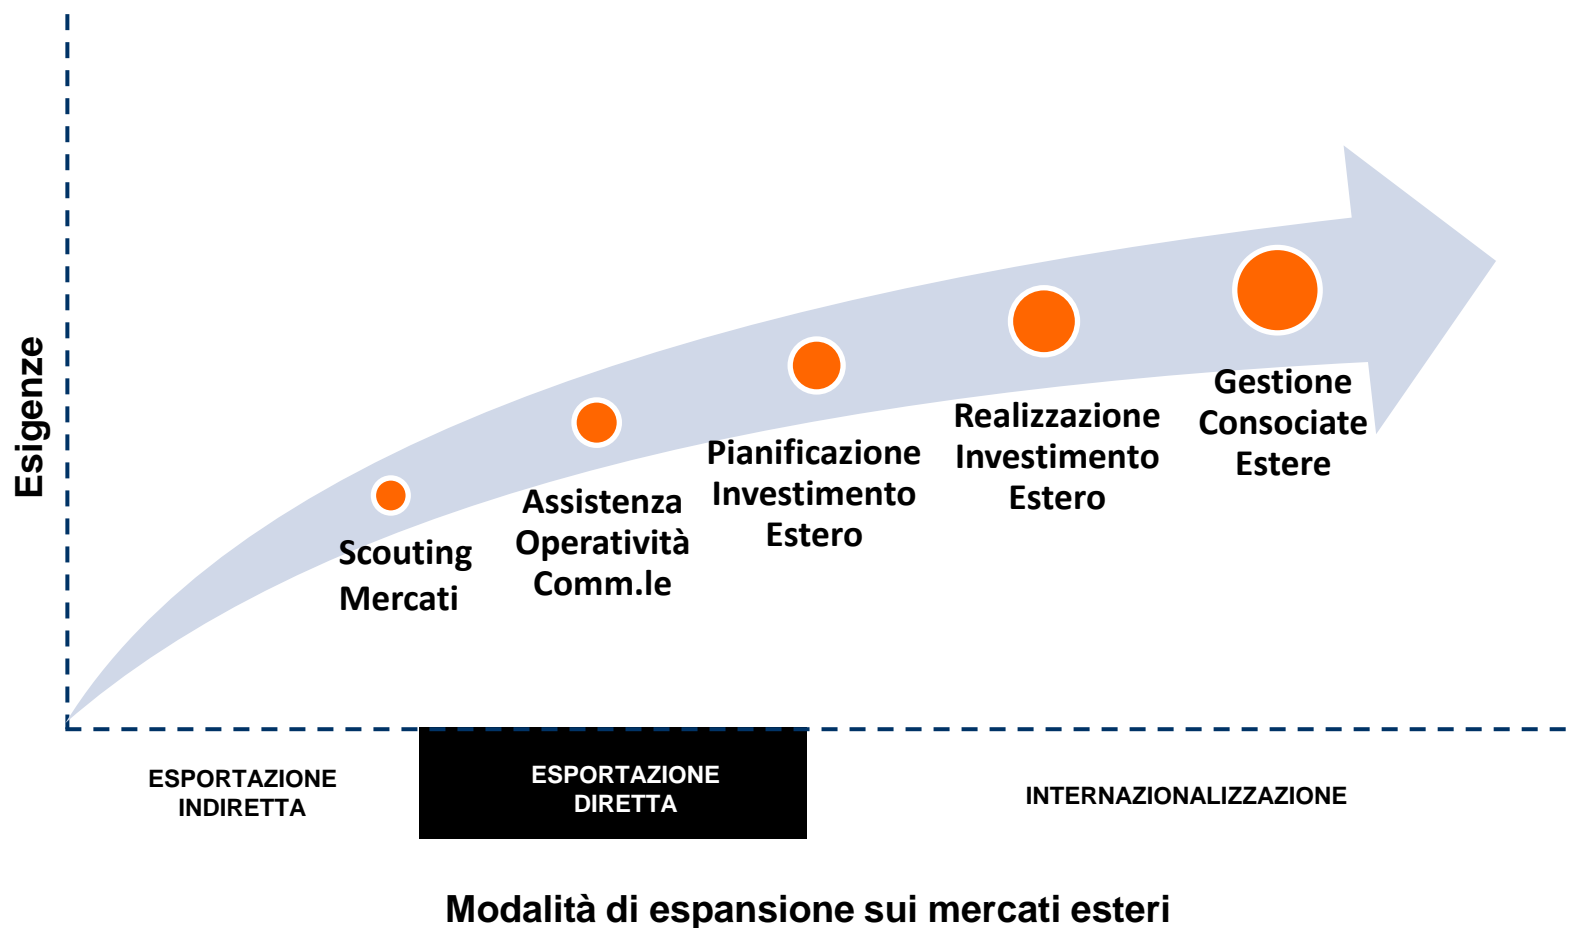 Esigenze
Scouting
Mercati
Assistenza
Operatività
Comm.le
Pianificazione
Investimento
Estero
Realizzazione
Investimento
Estero
Gestione
Consociate
Estere
ESPORTAZIONE
INDIRETTA
ESPORTAZIONE
DIRETTA
INTERNAZIONALIZZAZIONE
Modalità di espansione sui mercati esteri